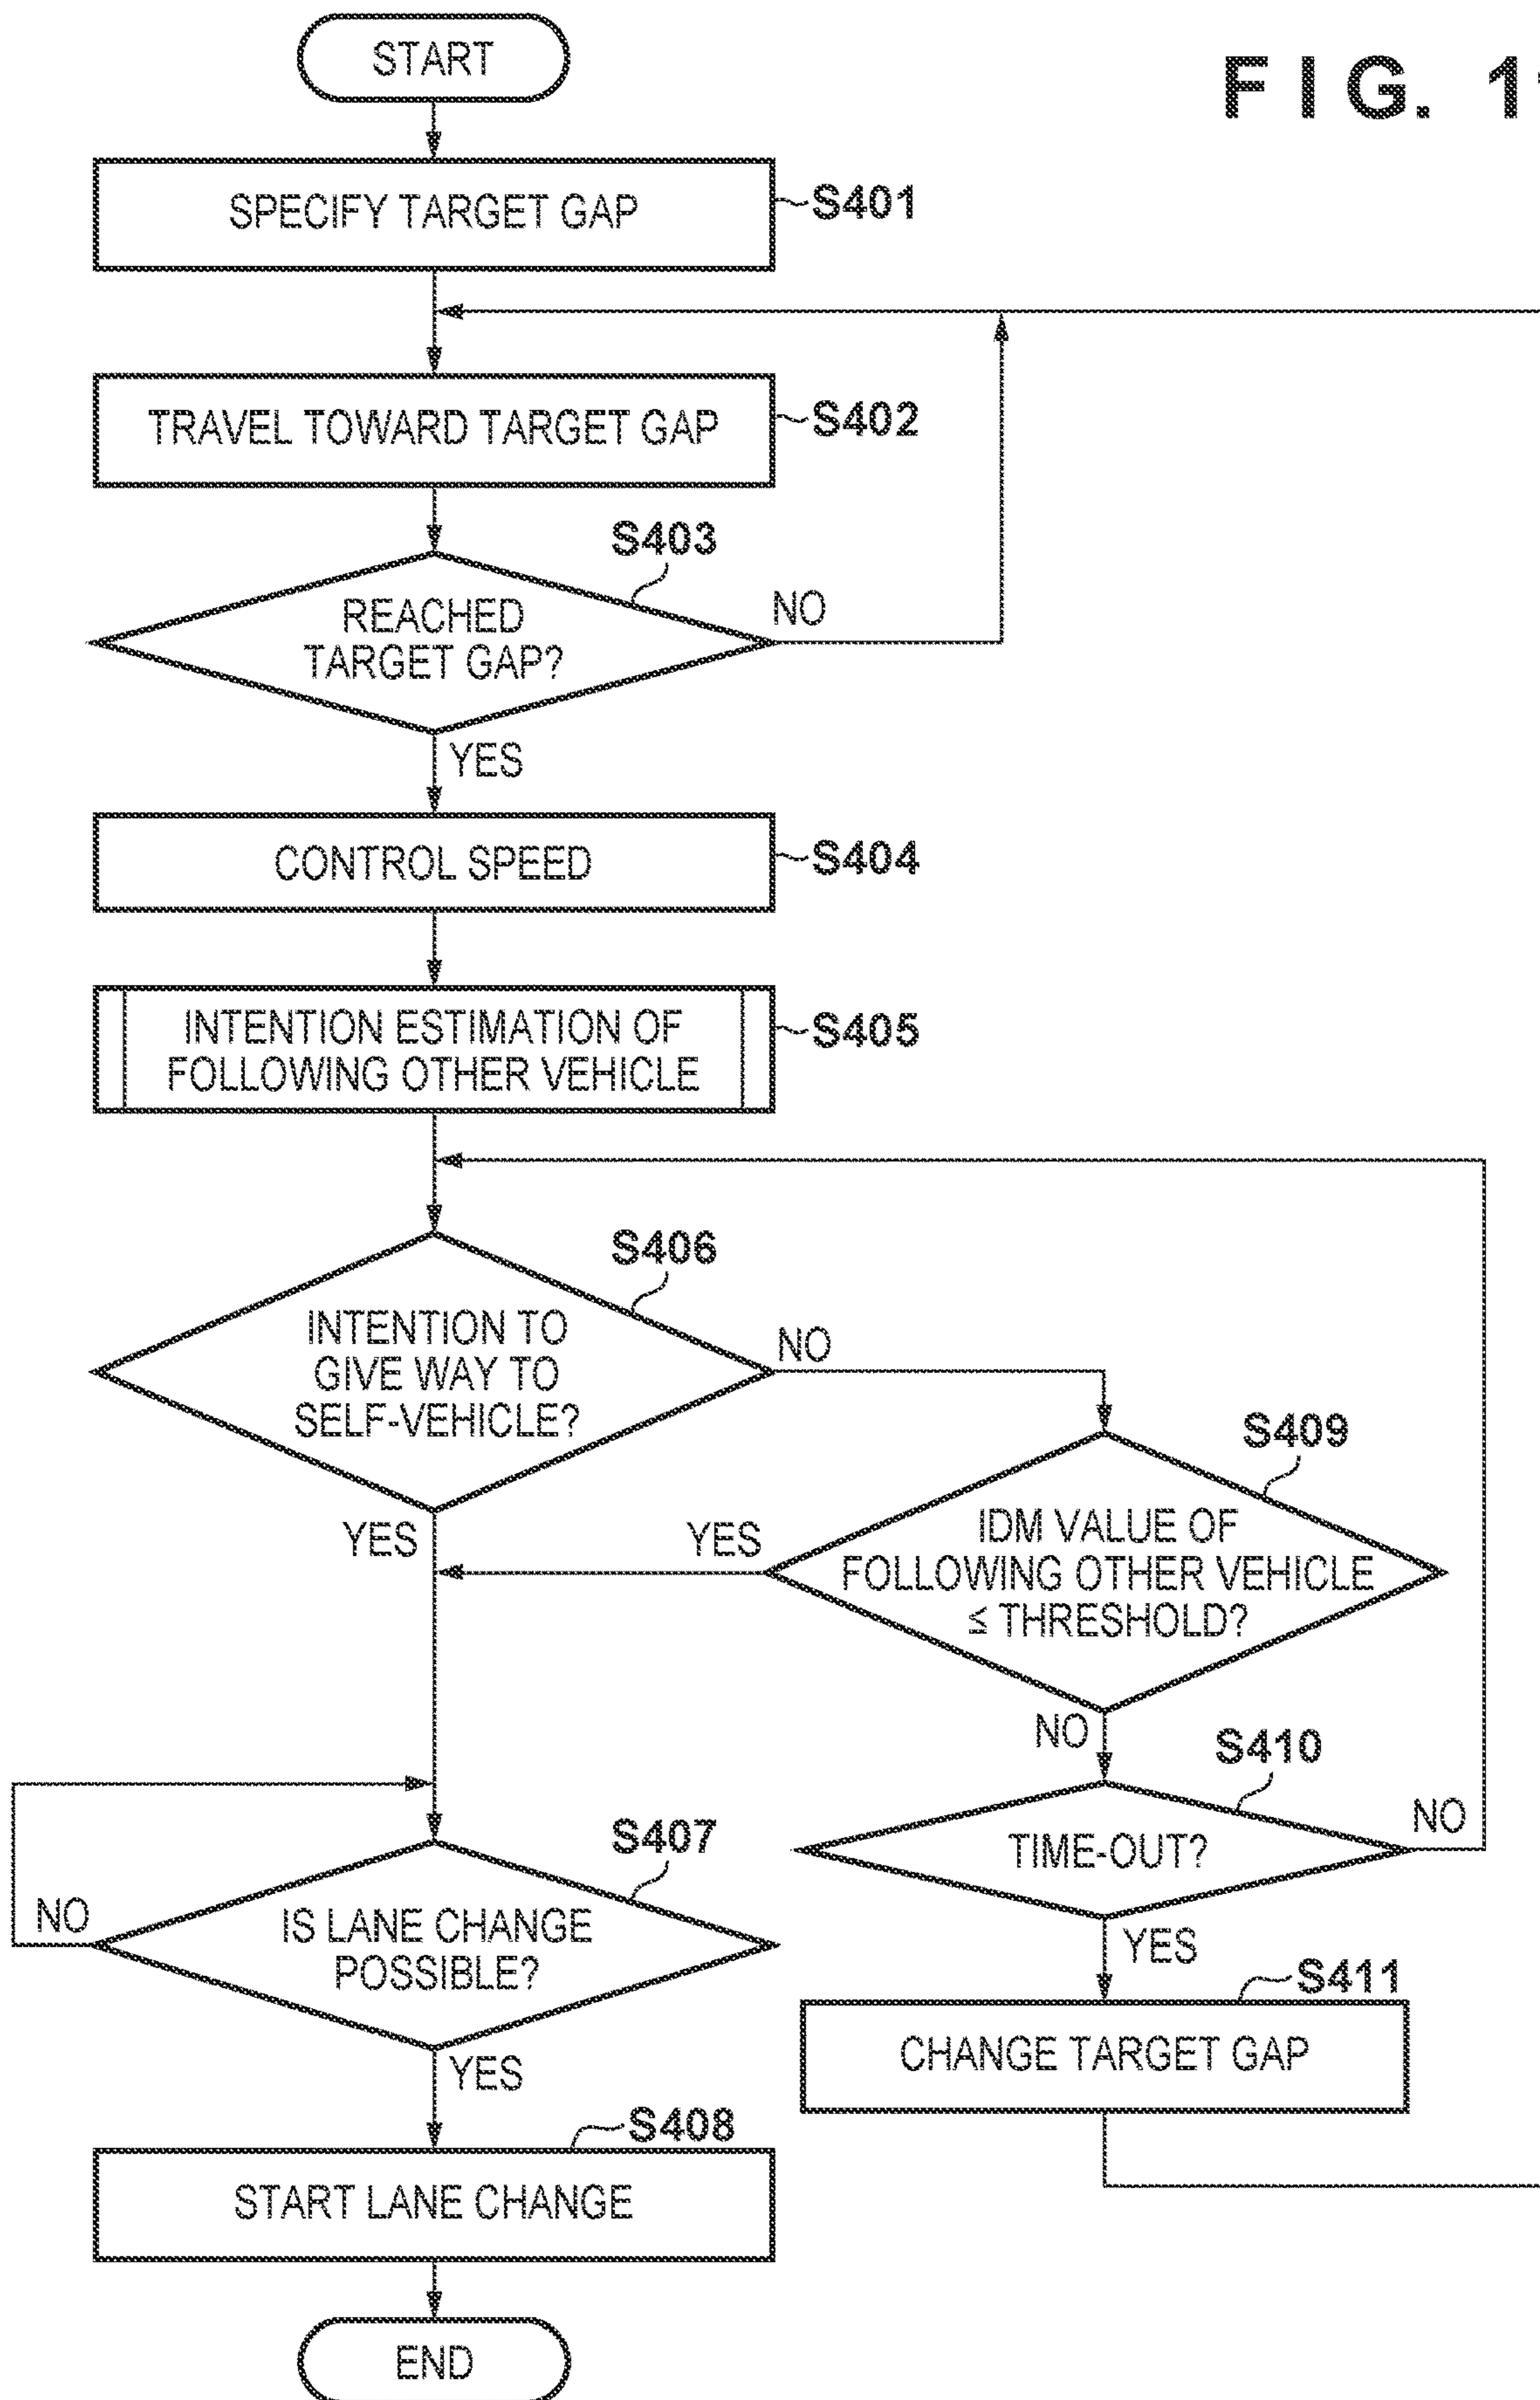 START
FIG. 1
SPECIFY TARGET GAP
S401
TRAVEL TOWARD TARGET GAP
S402
S403
REACHED
TARGET GAP?
NO
YES
CONTROL SPEED
S404
INTENTION ESTIMATION OF
FOLLOWING OTHER VEHICLE
S405
S406
INTENTION TO
GIVE WAY TO
SELF-VEHICLE?
NO
YES
S409
IDM VALUE OF
FOLLOWING OTHER VEHICLE
≤ THRESHOLD?
YES
NO
S410
TIME-OUT?
NO
YES
S407
IS LANE CHANGE
POSSIBLE?
NO
YES
S411
CHANGE TARGET GAP
S408
START LANE CHANGE
END